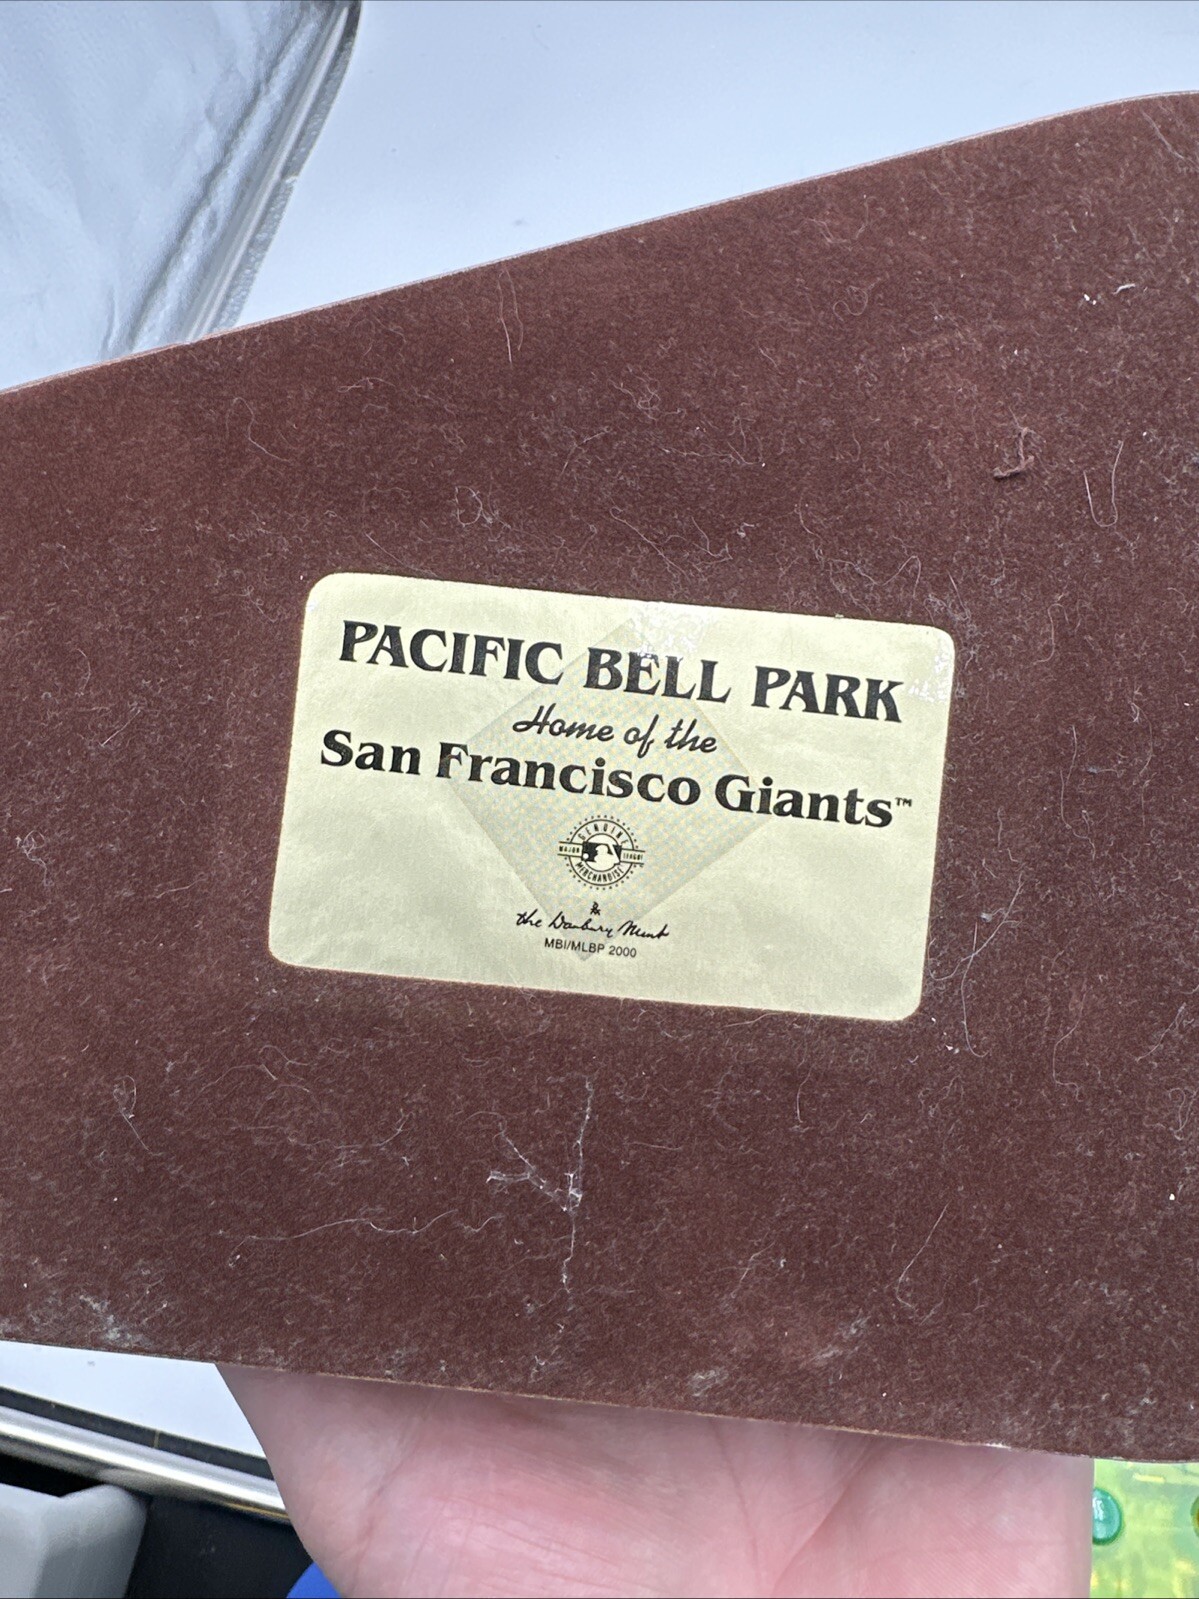 PACIFIC BELL PARK
Home of the
San Francisco Giants™
GENUINE
MAJOR LEAGUE
MERCHANDISE
the Danbury Mint
MBI/MLBP 2000